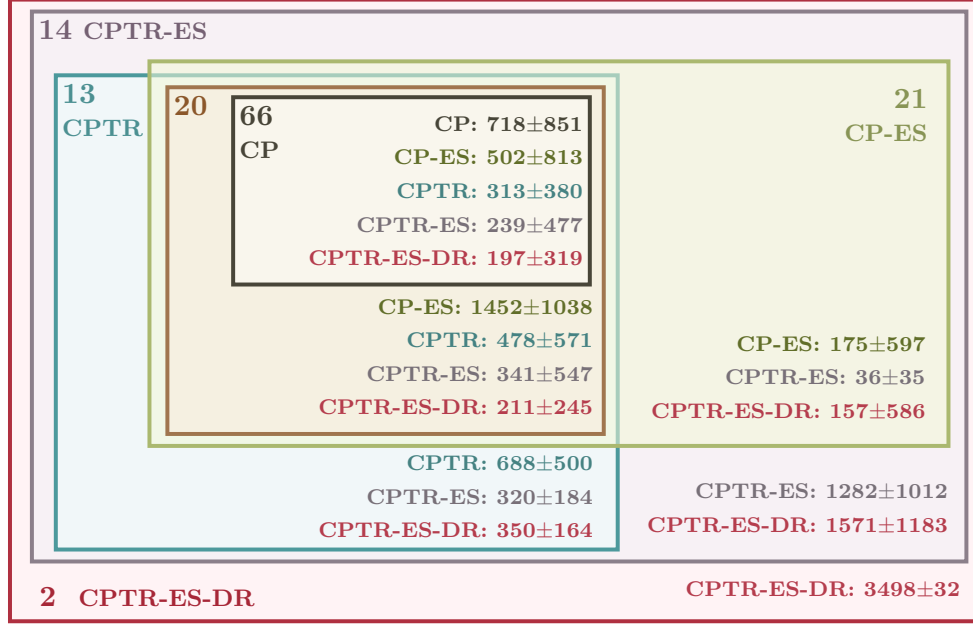 14 CPTR-ES
13
CPTR
20
66
CP
21
CP-ES
CP: 718±851
CP-ES: 502±813
CPTR: 313±380
CPTR-ES: 239±477
CPTR-ES-DR: 197±319
CP-ES: 1452±1038
CPTR: 478±571
CPTR-ES: 341±547
CPTR-ES-DR: 211±245
CP-ES: 175±597
CPTR-ES: 36±35
CPTR-ES-DR: 157±586
CPTR: 688±500
CPTR-ES: 320±184
CPTR-ES-DR: 350±164
CPTR-ES: 1282±1012
CPTR-ES-DR: 1571±1183
2 CPTR-ES-DR
CPTR-ES-DR: 3498±32